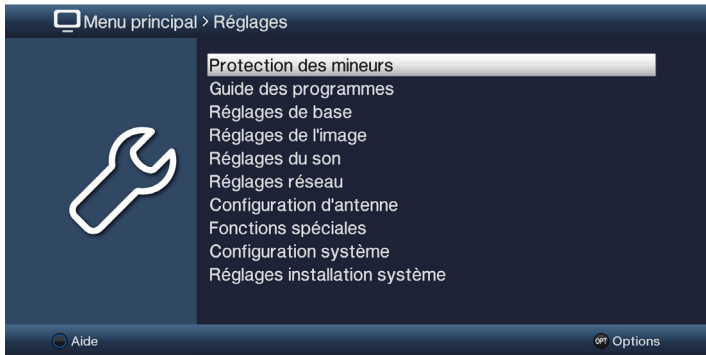 Menu principal > Réglages
Protection des mineurs
Guide des programmes
Réglages de base
Réglages de l'image
Réglages du son
Réglages réseau
Configuration d'antenne
Fonctions spéciales
Configuration système
Réglages installation système
Aide
OPT Options